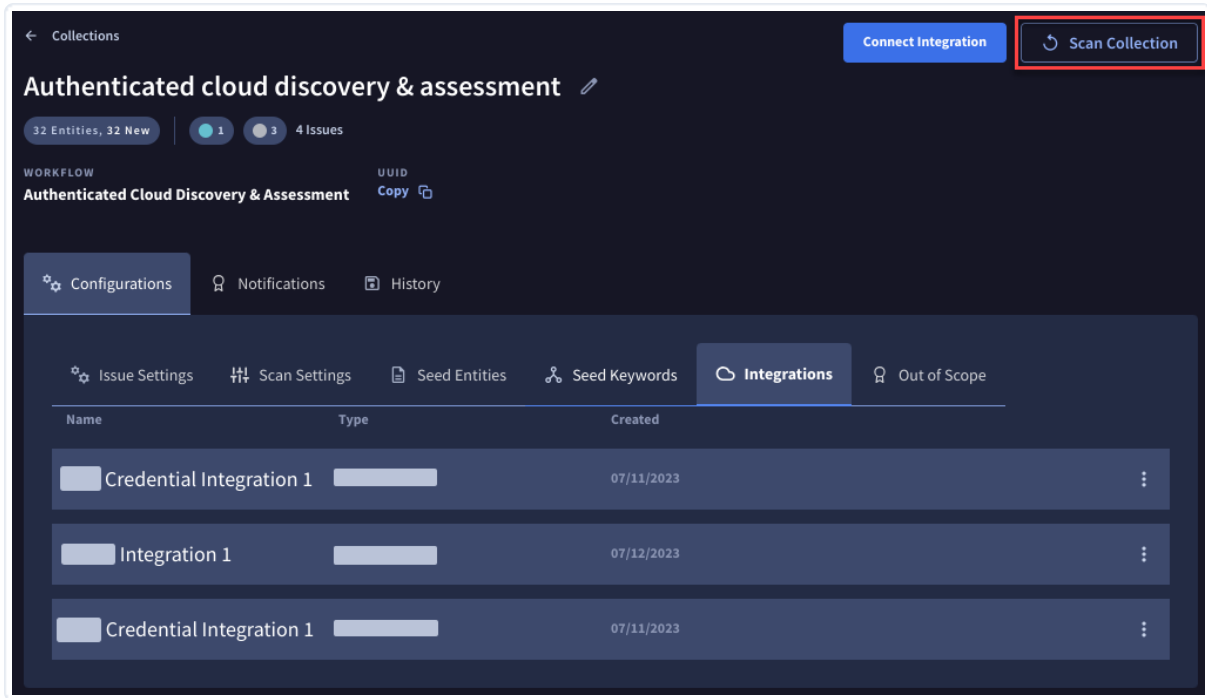 Collections
Connect Integration
Scan Collection
Authenticated cloud discovery & assessment
32 Entities, 32 New 1 3 4 Issues
WORKFLOW UUID
Authenticated Cloud Discovery & Assessment Copy
Configurations Notifications History
Issue Settings Scan Settings Seed Entities Seed Keywords Integrations Out of Scope
Name Type Created
Credential Integration 1 07/11/2023
Integration 1 07/12/2023
Credential Integration 1 07/11/2023